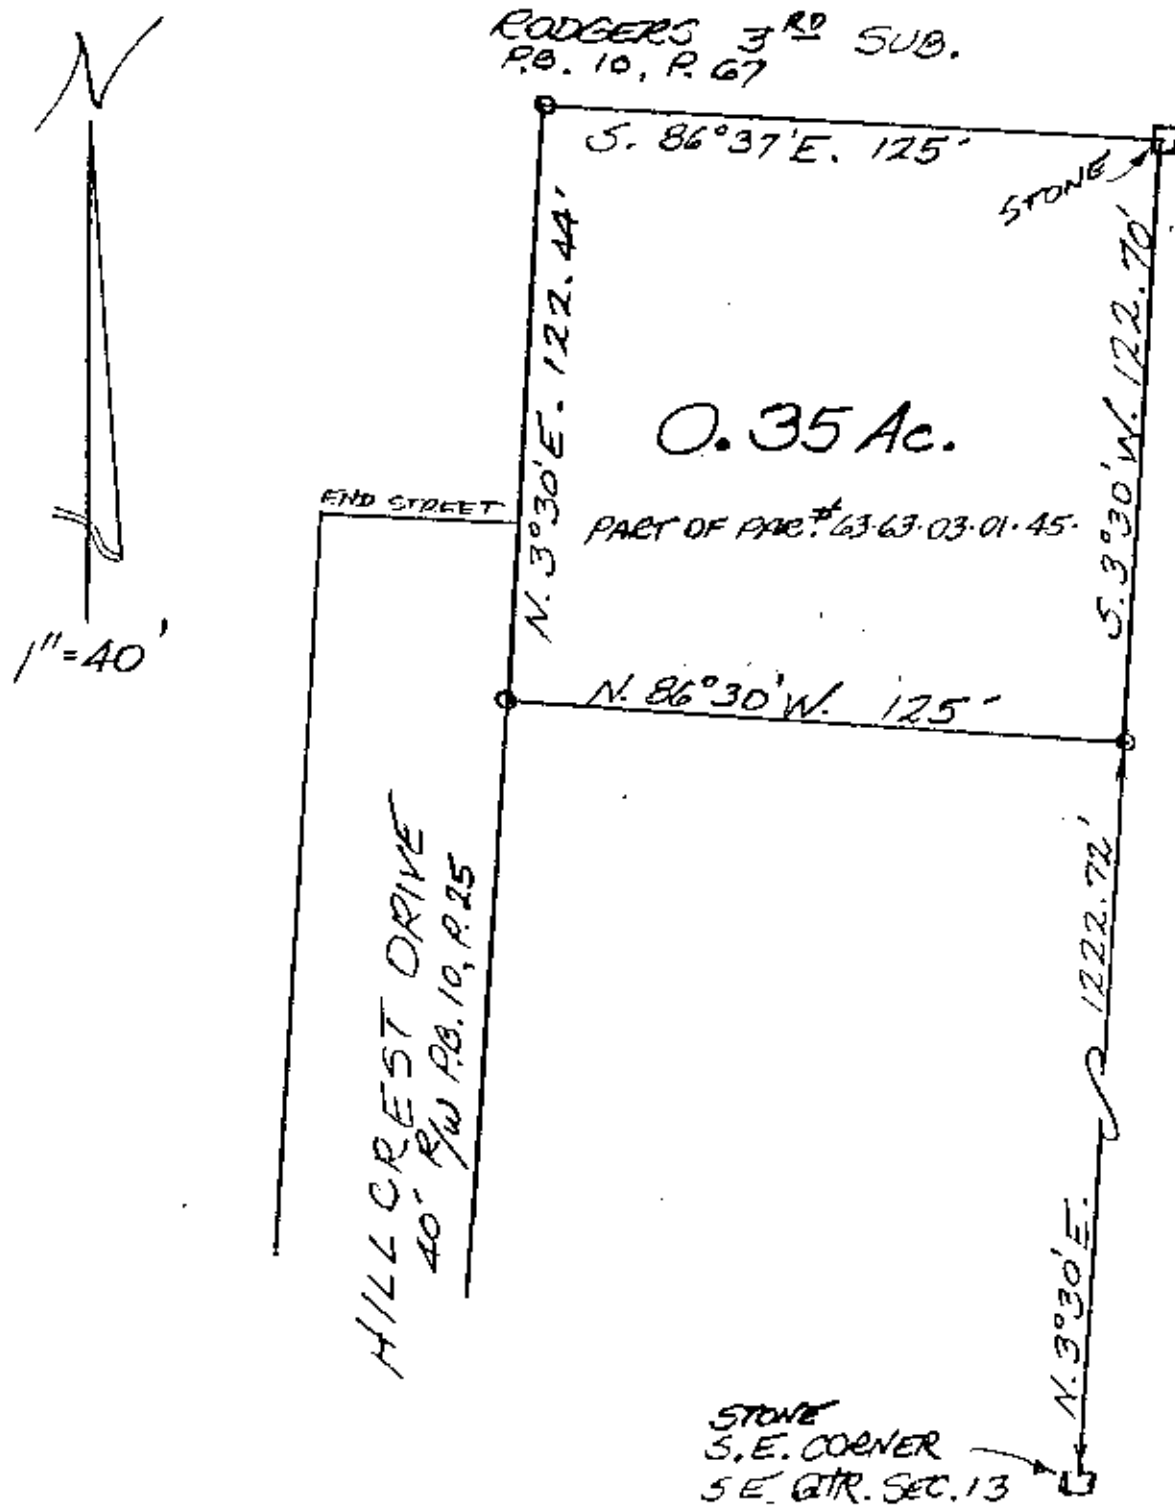 RODGERS 3RD SUB.
P.B. 10, P. 67
N
S. 86°37'E. 125'
STONE
N. 3°30'E. 122.44'
S. 3°30'W. 122.70'
0.35 Ac.
END STREET
PART OF PAR.# 63-63-03-01-45.
1"=40'
N. 86°30'W. 125'
HILLCREST DRIVE
40' R/W P.B. 10, P. 25
N. 3°30'E. 1222.72'
STONE
S.E. CORNER
S E. QTR. SEC. 13